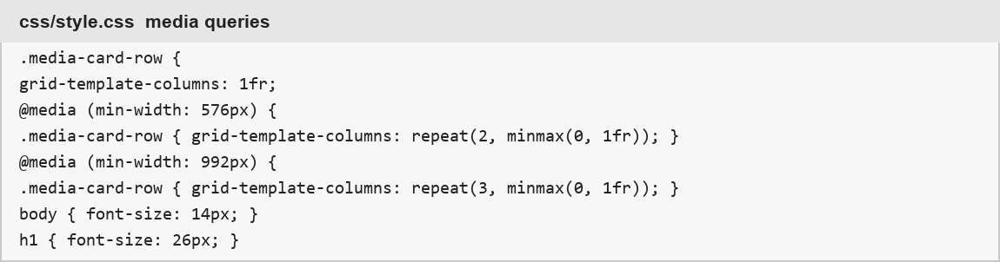 css/style.css media queries
.media-card-row {
grid-template-columns: 1fr;
@media (min-width: 576px) {
.media-card-row { grid-template-columns: repeat(2, minmax(0, 1fr)); }
@media (min-width: 992px) {
.media-card-row { grid-template-columns: repeat(3, minmax(0, 1fr)); }
body { font-size: 14px; }
h1 { font-size: 26px; }